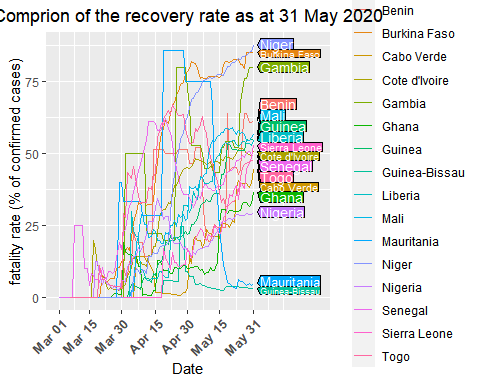 Comprion of the recovery rate as at 31 May 2020
fatality rate (% of confirmed cases)
75
50
25
0
Niger
Burkina Faso
Gambia
Benin
Mali
Guinea
Liberia
Sierra Leone
Cote d'Ivoire
Senegal
Togo
Cabo Verde
Ghana
Nigeria
Mauritania
Guinea-Bissau
Mar 01
Mar 15
Mar 30
Apr 15
Apr 30
May 15
May 31
Date
Benin
Burkina Faso
Cabo Verde
Cote d'Ivoire
Gambia
Ghana
Guinea
Guinea-Bissau
Liberia
Mali
Mauritania
Niger
Nigeria
Senegal
Sierra Leone
Togo